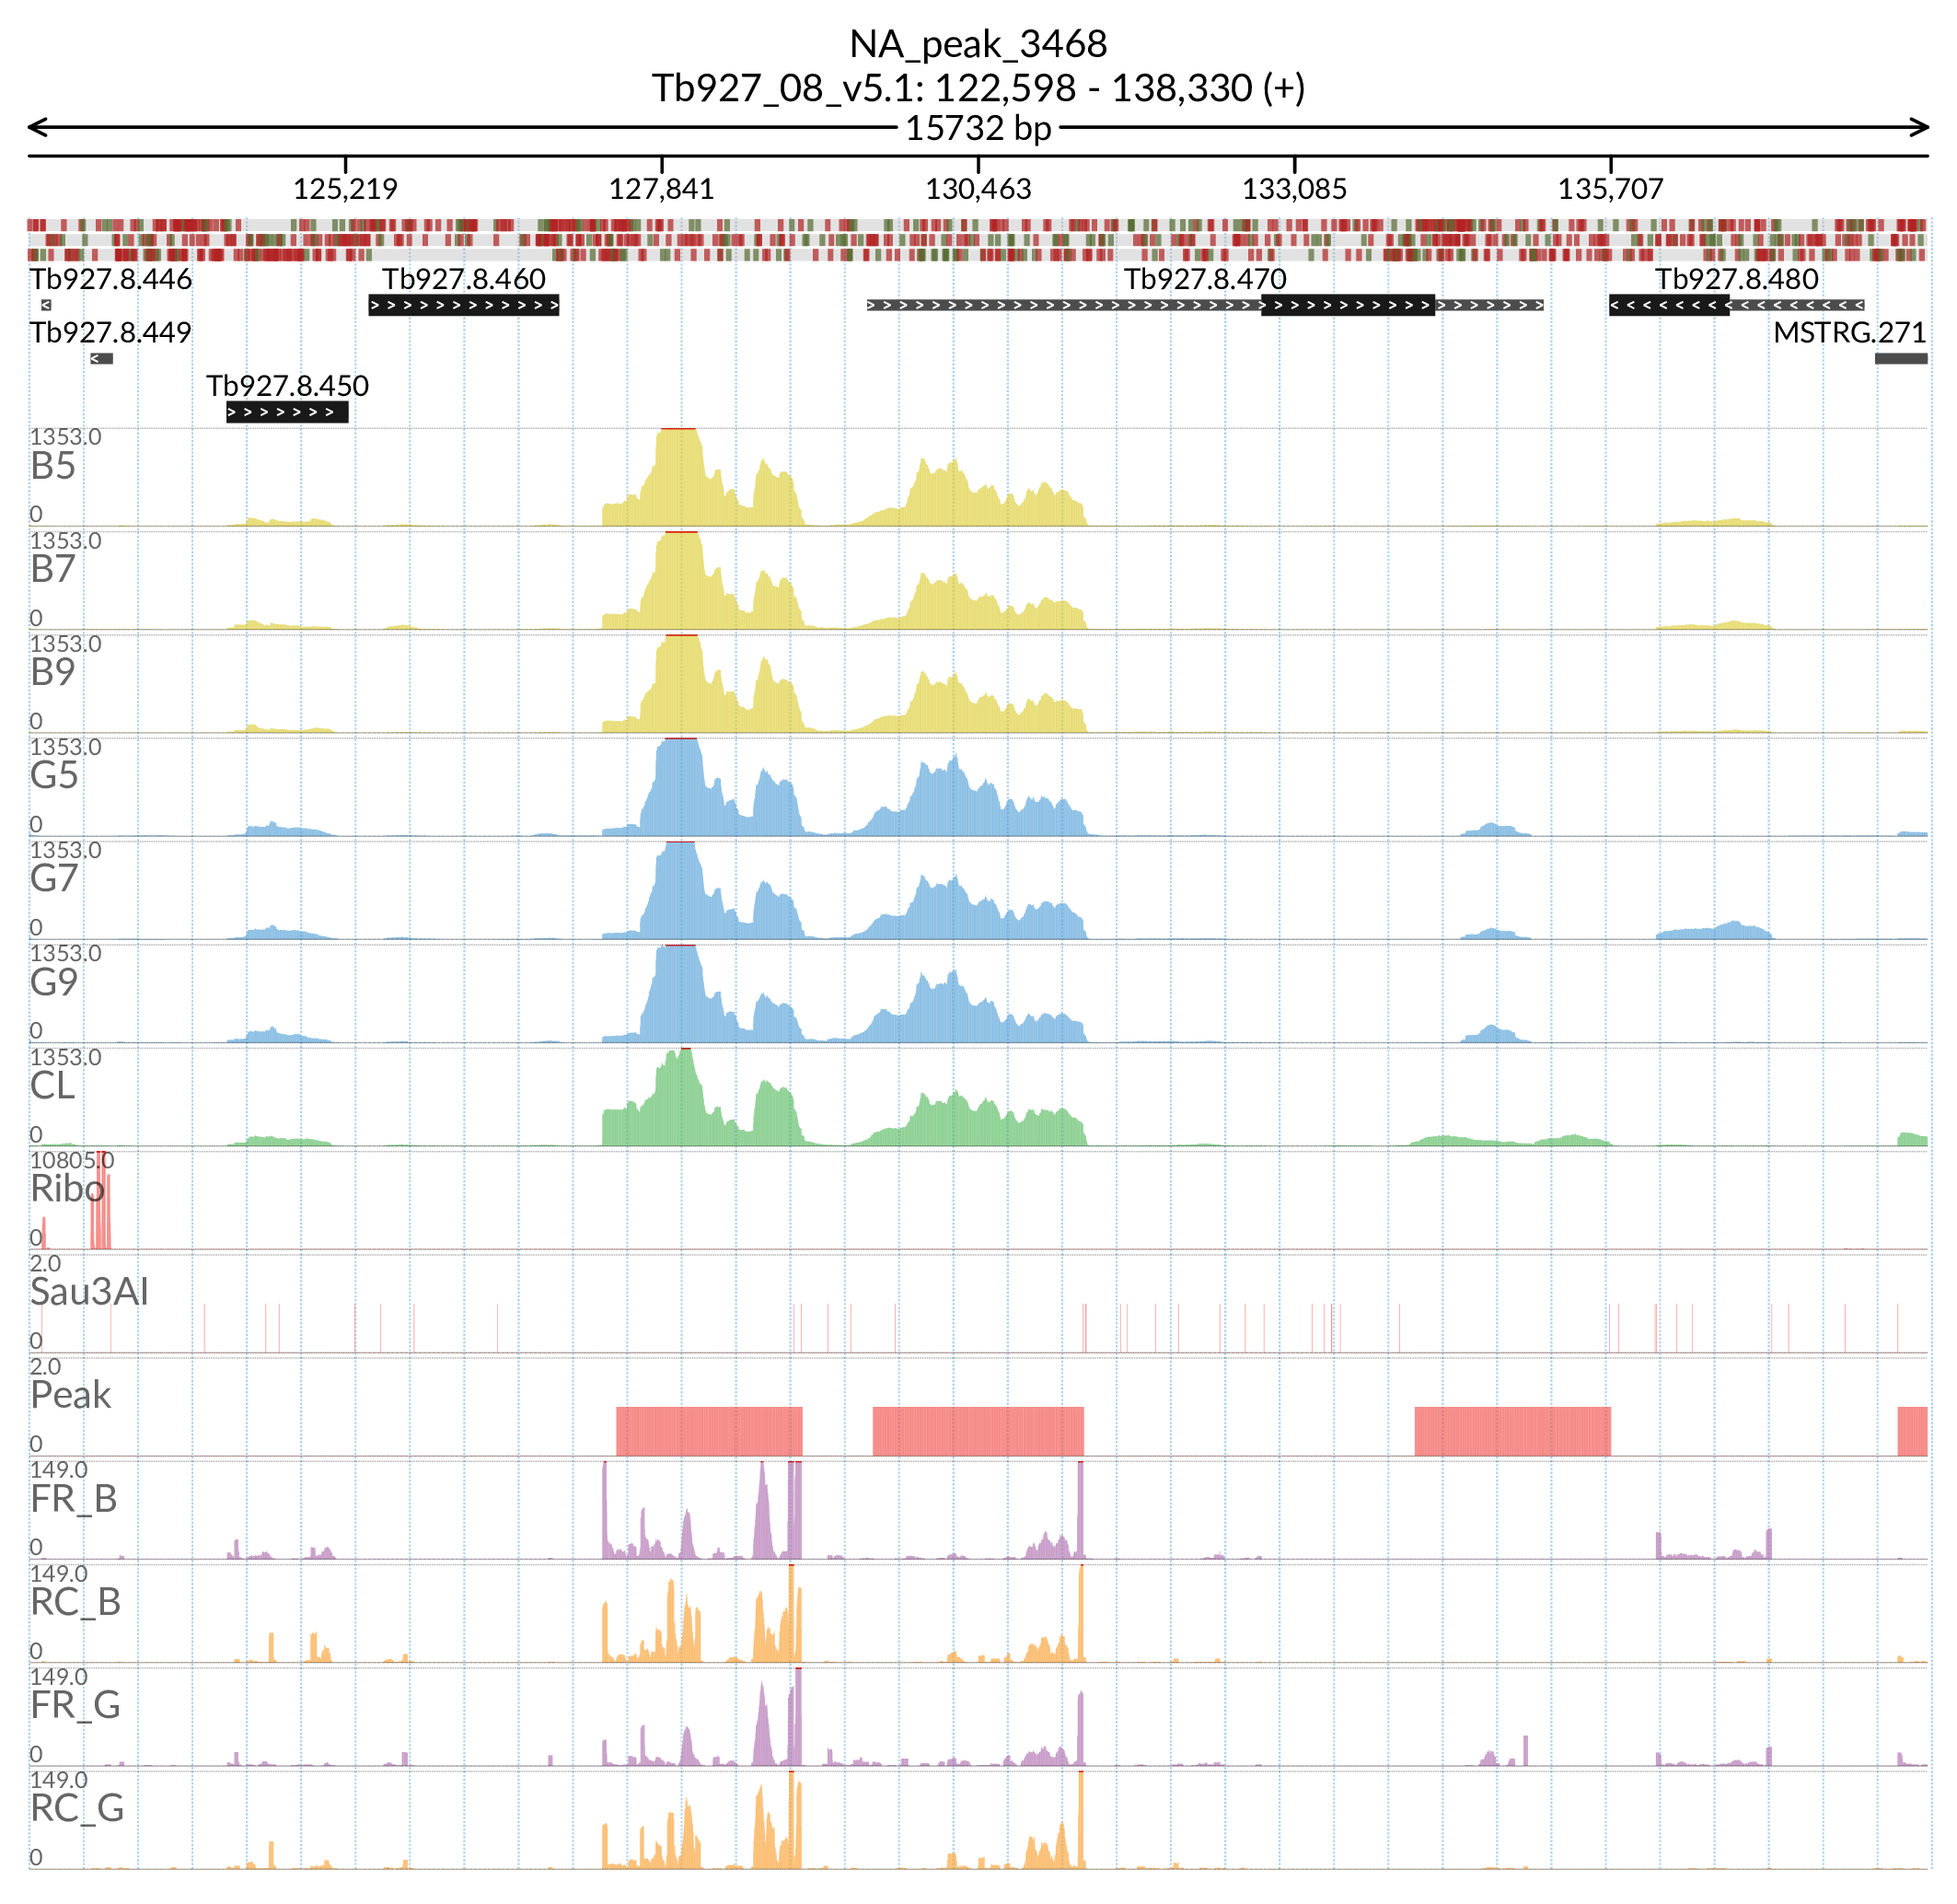 NA_peak_3468
Tb927_08_v5.1: 122,598 - 138,330 (+)
15732 bp
125,219 127,841 130,463 133,085 135,707
Tb927.8.446 Tb927.8.460 Tb927.8.470 Tb927.8.480
Tb927.8.449 MSTRG.271
Tb927.8.450
1353.0
B5
0
1353.0
B7
0
1353.0
B9
0
1353.0
G5
0
1353.0
G7
0
1353.0
G9
0
1353.0
CL
0
10805.0
Ribo
0
2.0
Sau3AI
0
2.0
Peak
0
149.0
FR_B
0
149.0
RC_B
0
149.0
FR_G
0
149.0
RC_G
0